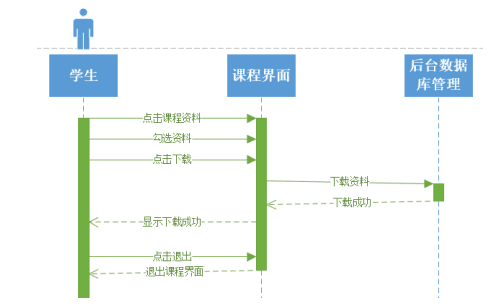 学生
课程界面
后台数据
库管理
点击课程资料
勾选资料
点击下载
下载资料
下载成功
显示下载成功
点击退出
退出课程界面